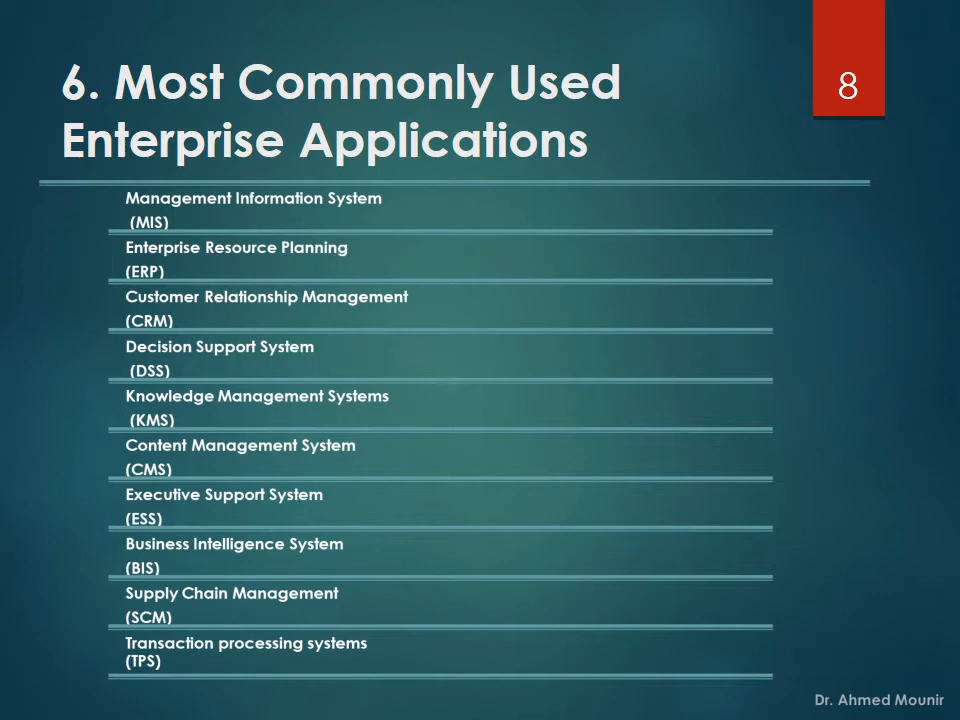 6. Most Commonly Used
Enterprise Applications
8
Management Information System
(MIS)
Enterprise Resource Planning
(ERP)
Customer Relationship Management
(CRM)
Decision Support System
(DSS)
Knowledge Management Systems
(KMS)
Content Management System
(CMS)
Executive Support System
(ESS)
Business Intelligence System
(BIS)
Supply Chain Management
(SCM)
Transaction processing systems
(TPS)
Dr. Ahmed Mounir